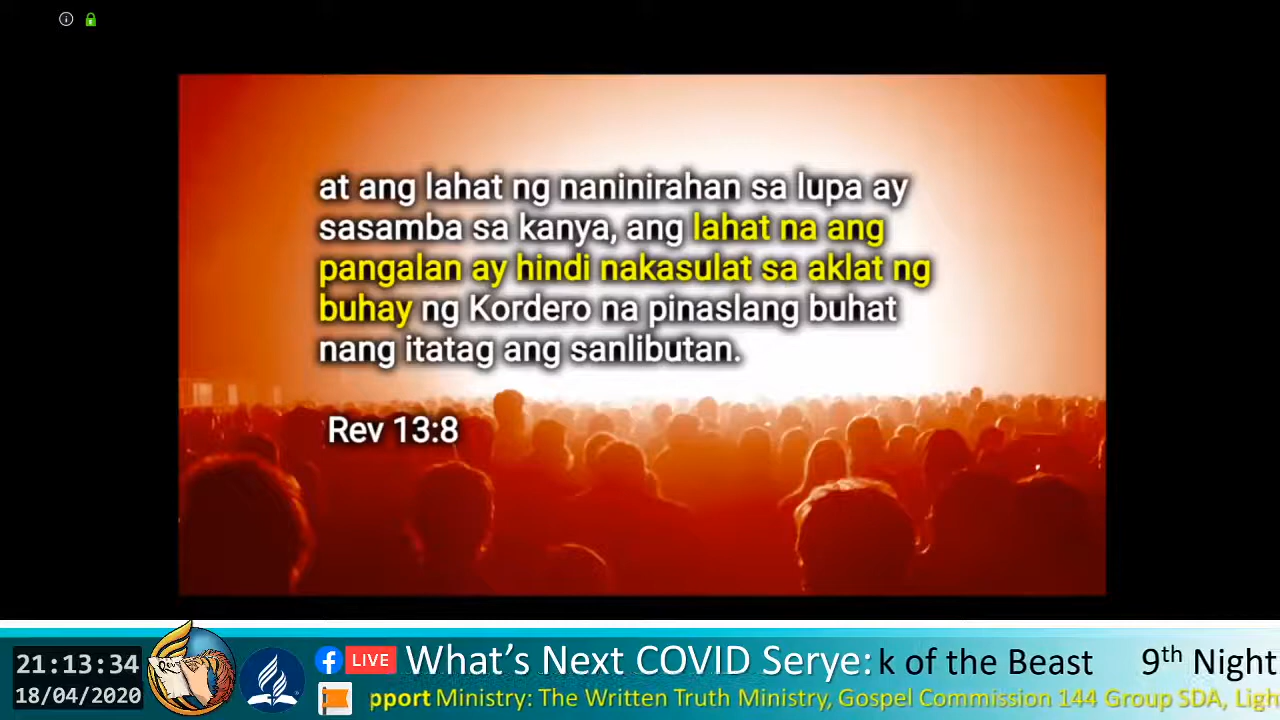 at ang lahat ng naninirahan sa lupa ay
sasamba sa kanya, ang lahat na ang
pangalan ay hindi nakasulat sa aklat ng
buhay ng Kordero na pinaslang buhat
nang itatag ang sanlibutan.
Rev 13:8
21:13:34
18/04/2020
LIVE
What's Next COVID Serye: k of the Beast 9th Night
pport Ministry: The Written Truth Ministry, Gospel Commission 144 Group SDA, Ligh